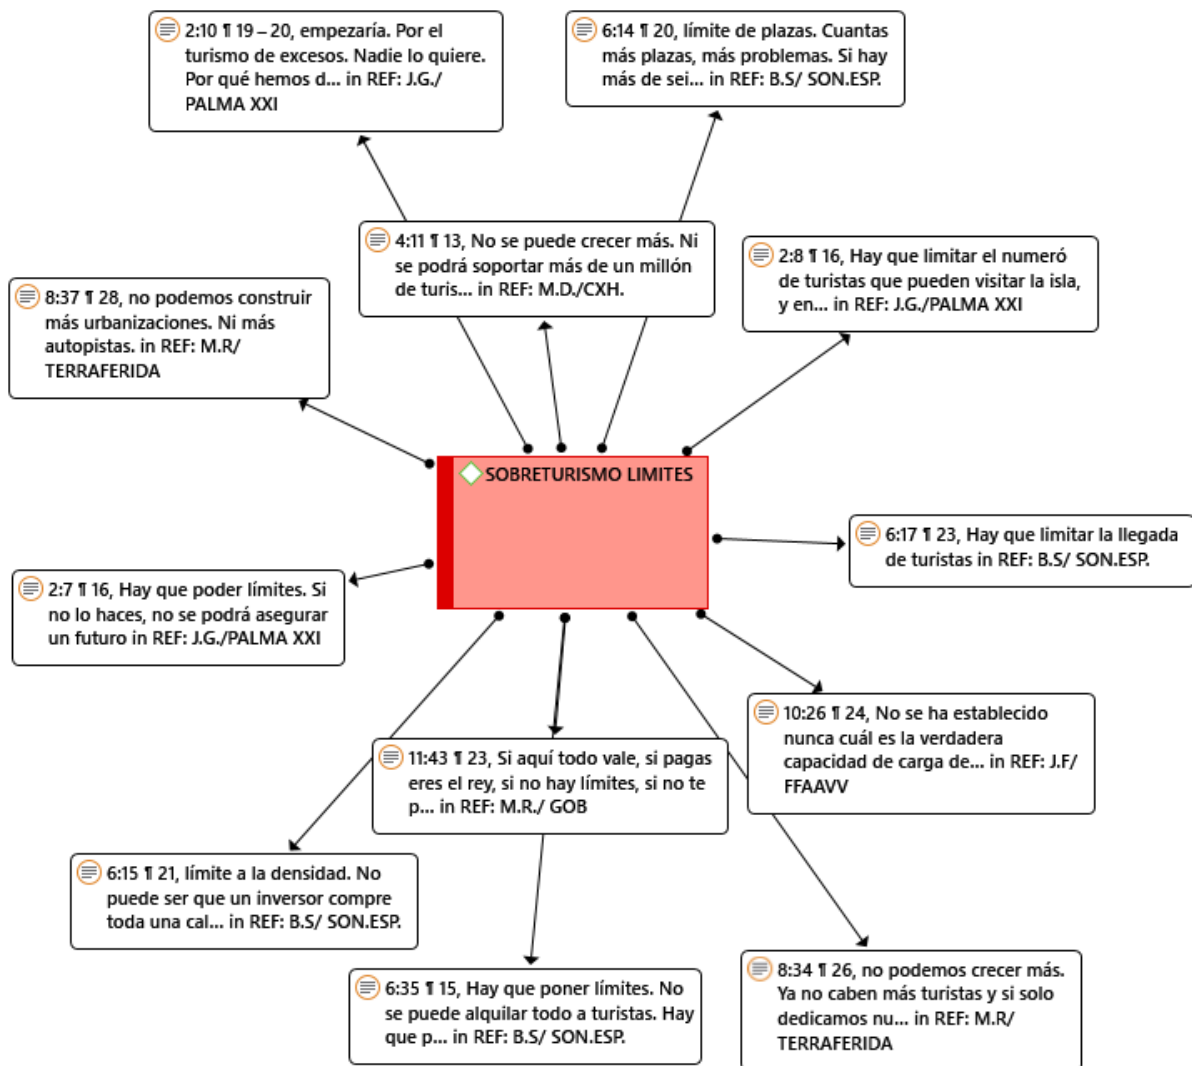 2:10 ¶ 19 – 20, empezaría. Por el
turismo de excesos. Nadie lo quiere.
Por qué hemos d... in REF: J.G./
PALMA XXI
6:14 ¶ 20, límite de plazas. Cuantas
más plazas, más problemas. Si hay
más de sei... in REF: B.S/ SON.ESP.
4:11 ¶ 13, No se puede crecer más. Ni
se podrá soportar más de un millón
de turis... in REF: M.D./CXH.
2:8 ¶ 16, Hay que limitar el numeró
de turistas que pueden visitar la isla,
y en... in REF: J.G./PALMA XXI
8:37 ¶ 28, no podemos construir
más urbanizaciones. Ni más
autopistas. in REF: M.R/
TERRAFERIDA
SOBRETURISMO LIMITES
6:17 ¶ 23, Hay que limitar la llegada
de turistas in REF: B.S/ SON.ESP.
2:7 ¶ 16, Hay que poder límites. Si
no lo haces, no se podrá asegurar
un futuro in REF: J.G./PALMA XXI
10:26 ¶ 24, No se ha establecido
nunca cuál es la verdadera
capacidad de carga de... in REF: J.F/
FFAAVV
11:43 ¶ 23, Si aquí todo vale, si pagas
eres el rey, si no hay límites, si no te
p... in REF: M.R./ GOB
6:15 ¶ 21, límite a la densidad. No
puede ser que un inversor compre
toda una cal... in REF: B.S/ SON.ESP.
6:35 ¶ 15, Hay que poner límites. No
se puede alquilar todo a turistas. Hay
que p... in REF: B.S/ SON.ESP.
8:34 ¶ 26, no podemos crecer más.
Ya no caben más turistas y si solo
dedicamos nu... in REF: M.R/
TERRAFERIDA